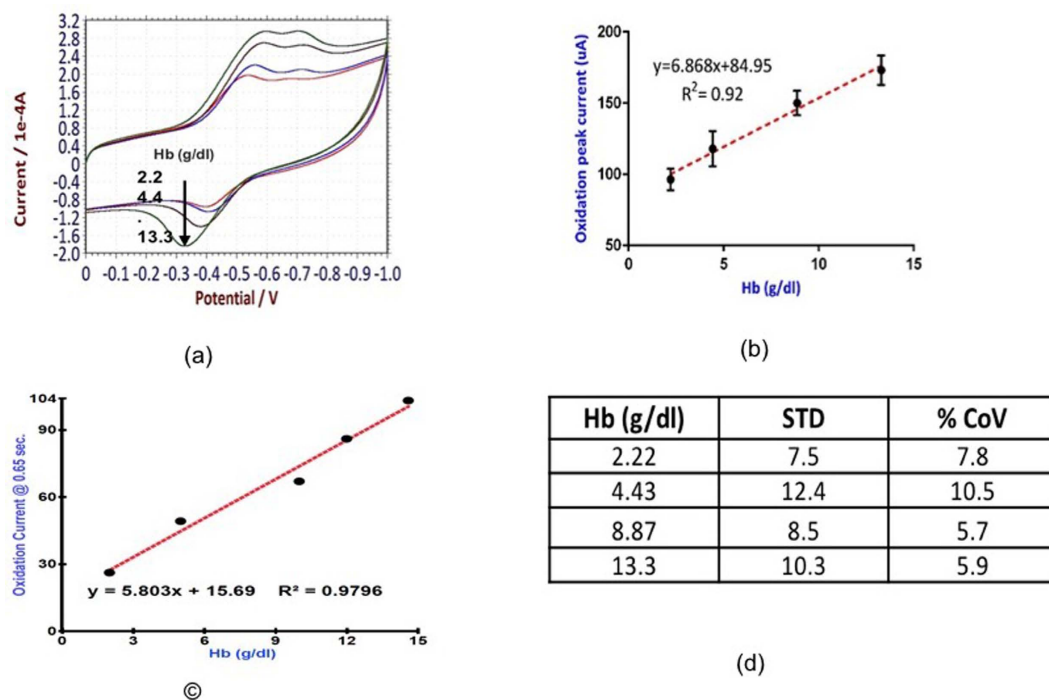 3.2
2.8
2.4
2.0
1.6
1.2
0.8
0.4
0
-0.4
-0.8
-1.2
-1.6
-2.0
Current / 1e-4A
Hb (g/dl)
2.2
4.4
.
13.3
0 -0.1 -0.2 -0.3 -0.4 -0.5 -0.6 -0.7 -0.8 -0.9 -1.0
Potential / V
(a)
200
150
100
50
Oxidation peak current (uA)
y=6.868x+84.95
R²= 0.92
0 5 10 15
Hb (g/dl)
(b)
104
90
60
30
0
Oxidation Current @ 0.65 sec.
y = 5.803x + 15.69 R² = 0.9796
0 3 6 9 12 15
Hb (g/dl)
©
Hb (g/dl) STD % CoV
2.22 7.5 7.8
4.43 12.4 10.5
8.87 8.5 5.7
13.3 10.3 5.9
(d)